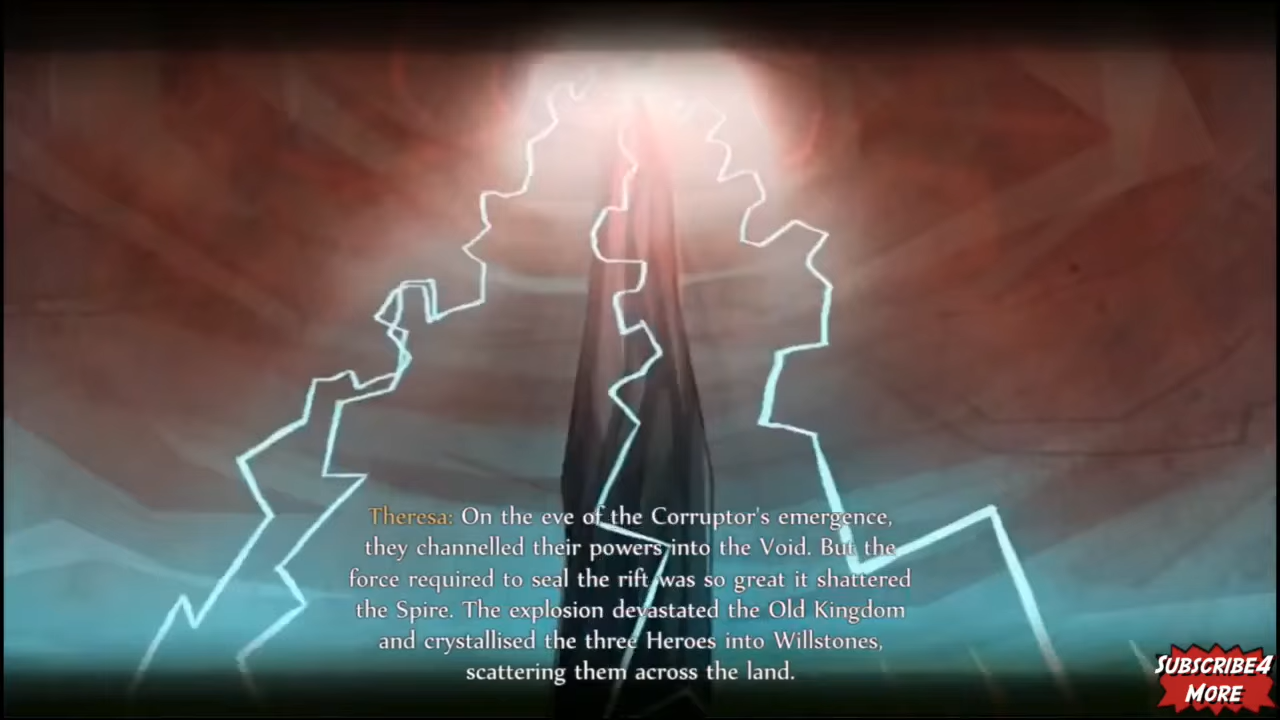 Theresa: On the eve of the Corruptor's emergence,
they channelled their powers into the Void. But the
force required to seal the rift was so great it shattered
the Spire. The explosion devastated the Old Kingdom
and crystallised the three Heroes into Willstones,
scattering them across the land.
SUBSCRIBE4
MORE